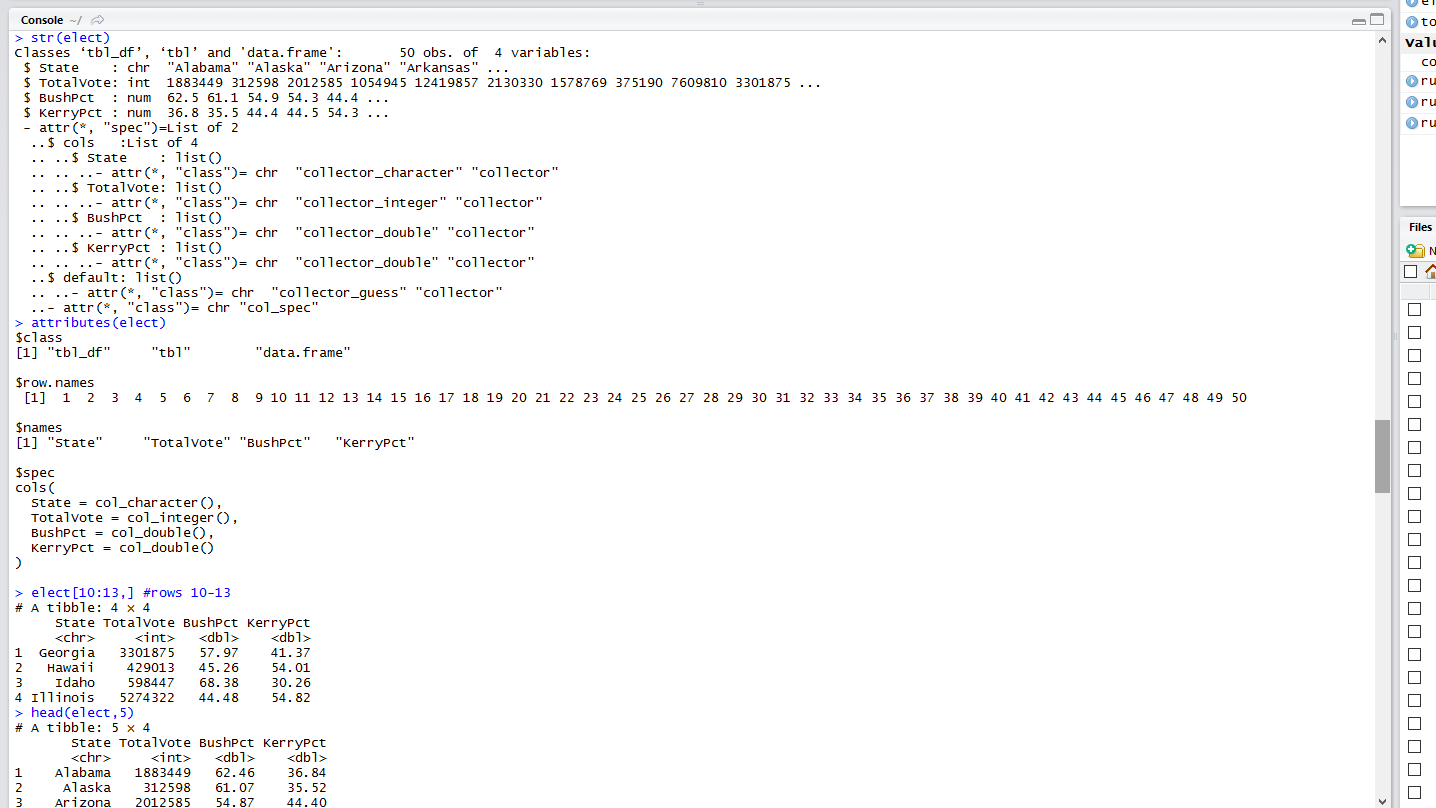 Console ~/
> str(elect)
Classes ‘tbl_df’, ‘tbl’ and 'data.frame':       50 obs. of  4 variables:
 $ State    : chr  "Alabama" "Alaska" "Arizona" "Arkansas" ...
 $ TotalVote: int  1883449 312598 2012585 1054945 12419857 2130330 1578769 375190 7609810 3301875 ...
 $ BushPct  : num  62.5 61.1 54.9 54.3 44.4 ...
 $ KerryPct : num  36.8 35.5 44.4 44.5 54.3 ...
 - attr(*, "spec")=List of 2
  ..$ cols   :List of 4
  .. ..$ State    : list()
  .. .. ..- attr(*, "class")= chr  "collector_character" "collector"
  .. ..$ TotalVote: list()
  .. .. ..- attr(*, "class")= chr  "collector_integer" "collector"
  .. ..$ BushPct  : list()
  .. .. ..- attr(*, "class")= chr  "collector_double" "collector"
  .. ..$ KerryPct : list()
  .. .. ..- attr(*, "class")= chr  "collector_double" "collector"
  ..$ default: list()
  .. ..- attr(*, "class")= chr  "collector_guess" "collector"
  ..- attr(*, "class")= chr "col_spec"
> attributes(elect)
$class
[1] "tbl_df"     "tbl"        "data.frame"
$row.names
 [1]  1  2  3  4  5  6  7  8  9 10 11 12 13 14 15 16 17 18 19 20 21 22 23 24 25 26 27 28 29 30 31 32 33 34 35 36 37 38 39 40 41 42 43 44 45 46 47 48 49 50
$names
[1] "State"     "TotalVote" "BushPct"   "KerryPct"
$spec
cols(
  State = col_character(),
  TotalVote = col_integer(),
  BushPct = col_double(),
  KerryPct = col_double()
)
> elect[10:13,] #rows 10-13
# A tibble: 4 × 4
     State TotalVote BushPct KerryPct
     <chr>     <int>   <dbl>    <dbl>
1  Georgia   3301875   57.97    41.37
2   Hawaii    429013   45.26    54.01
3    Idaho    598447   68.38    30.26
4 Illinois   5274322   44.48    54.82
> head(elect,5)
# A tibble: 5 × 4
       State TotalVote BushPct KerryPct
       <chr>     <int>   <dbl>    <dbl>
1    Alabama   1883449   62.46    36.84
2     Alaska    312598   61.07    35.52
3    Arizona   2012585   54.87    44.40
to
Valu
co
ru
ru
ru
Files
N